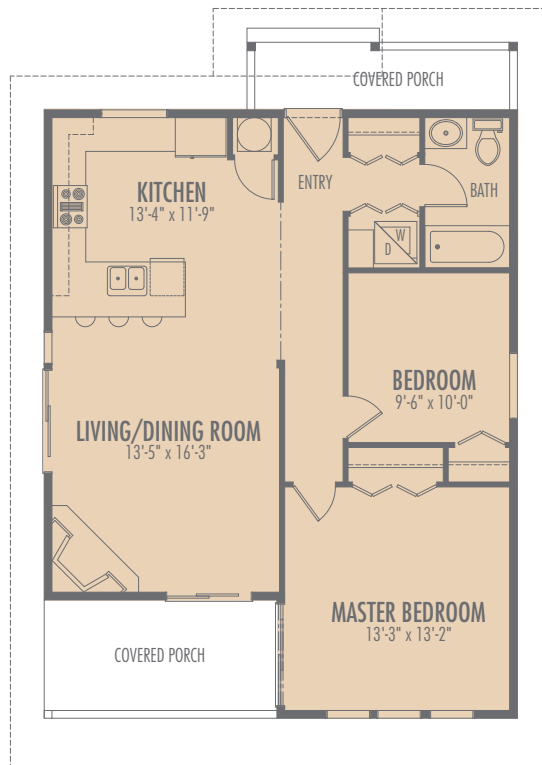 COVERED PORCH
KITCHEN
13'-4" x 11'-9"
ENTRY
BATH
W
D
BEDROOM
9'-6" x 10'-0"
LIVING/DINING ROOM
13'-5" x 16'-3"
MASTER BEDROOM
13'-3" x 13'-2"
COVERED PORCH